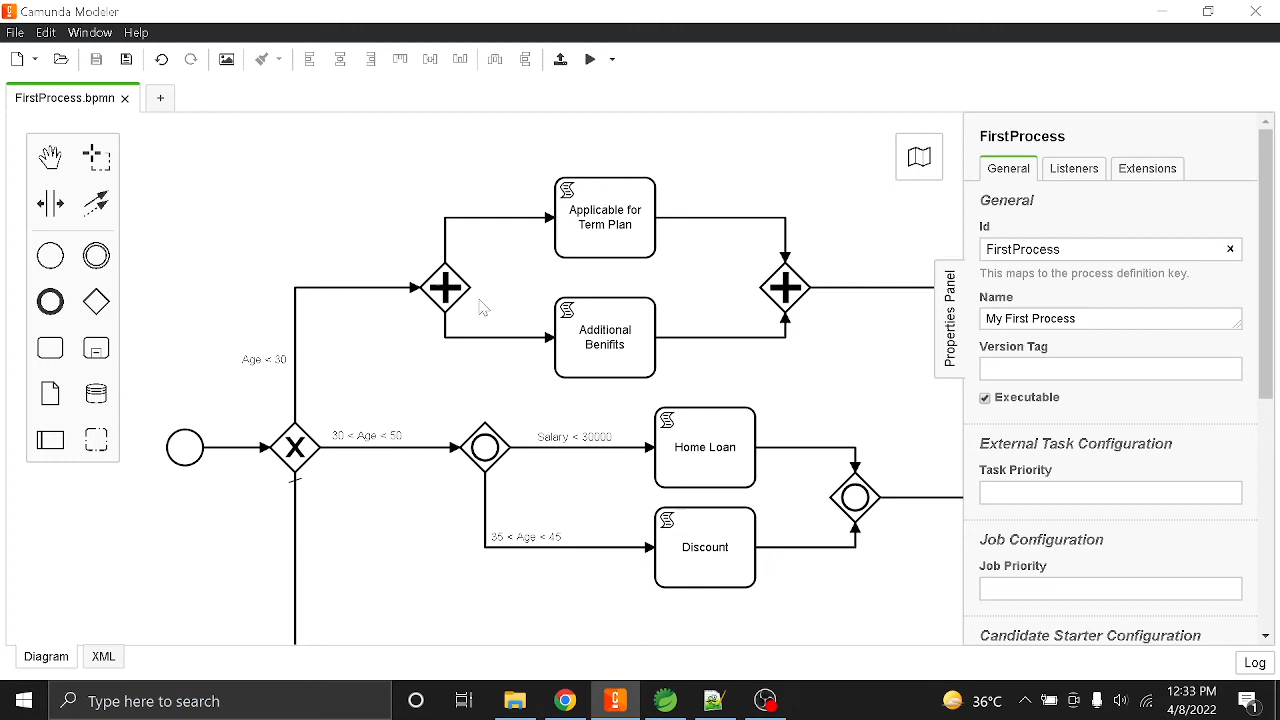 Camunda Modeler
File Edit Window Help
FirstProcess.bpmn
Applicable for
Term Plan
Additional
Benifits
Age < 30
30 < Age < 50
Salary < 30000
Home Loan
35 < Age < 45
Discount
Properties Panel
FirstProcess
General Listeners Extensions
General
Id
FirstProcess
This maps to the process definition key.
Name
My First Process
Version Tag
Executable
External Task Configuration
Task Priority
Job Configuration
Job Priority
Candidate Starter Configuration
Diagram XML
Log
Type here to search
36°C
12:33 PM
4/8/2022
1